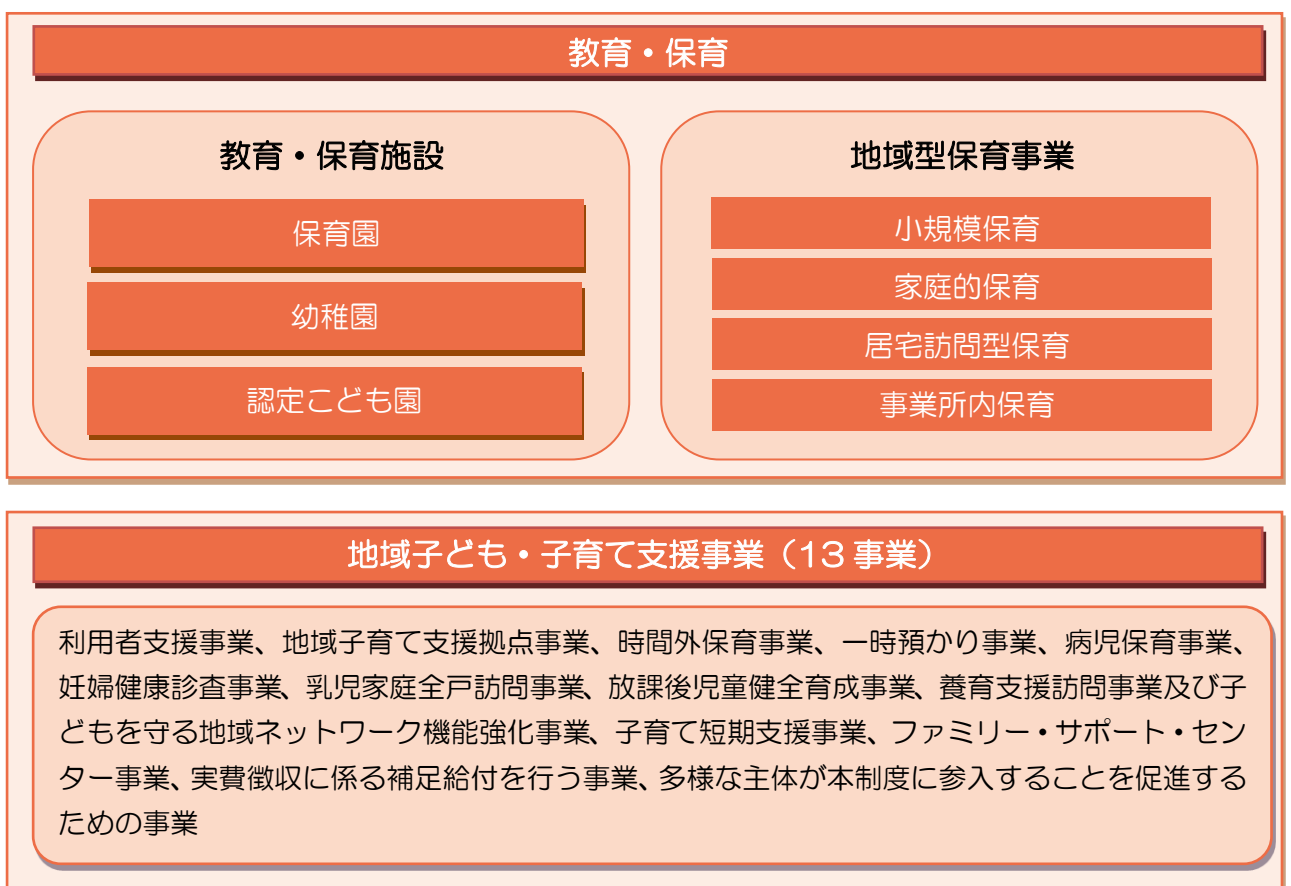 教育・保育
教育・保育施設
保育園
幼稚園
認定こども園
地域型保育事業
小規模保育
家庭的保育
居宅訪問型保育
事業所内保育
地域子ども・子育て支援事業（13 事業）
利用者支援事業、地域子育て支援拠点事業、時間外保育事業、一時預かり事業、病児保育事業、
妊婦健康診査事業、乳児家庭全戸訪問事業、放課後児童健全育成事業、養育支援訪問事業及び子
どもを守る地域ネットワーク機能強化事業、子育て短期支援事業、ファミリー・サポート・セン
ター事業、実費徴収に係る補足給付を行う事業、多様な主体が本制度に参入することを促進する
ための事業